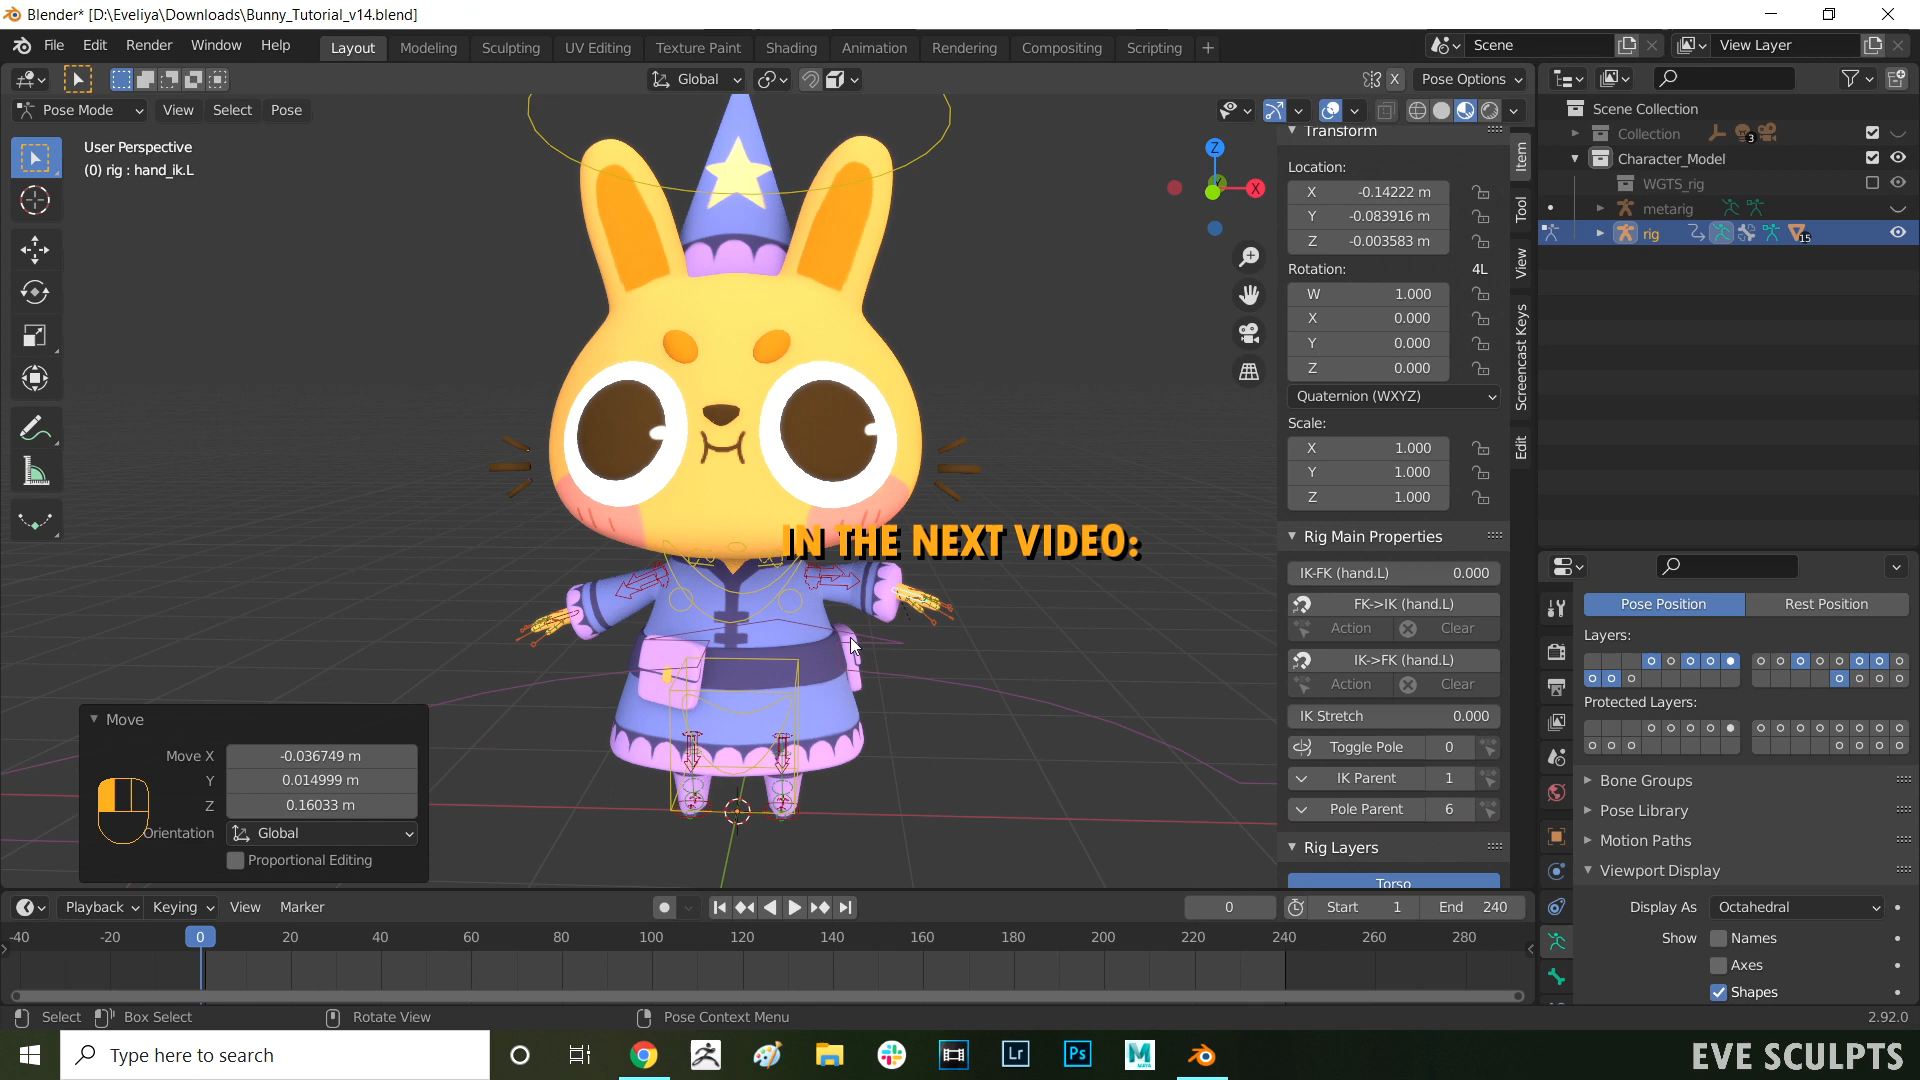 Blender* [D:\Eveliya\Downloads\Bunny_Tutorial_v14.blend]
File Edit Render Window Help Layout Modeling Sculpting UV Editing Texture Paint Shading Animation Rendering Compositing Scripting + Scene View Layer
Global X Pose Options
Pose Mode View Select Pose
User Perspective
(0) rig : hand_ik.L
Z
X
Transform
Location:
X -0.14222 m
Y -0.083916 m
Z -0.003583 m
Rotation: 4L
W 1.000
X 0.000
Y 0.000
Z 0.000
Quaternion (WXYZ)
Scale:
X 1.000
Y 1.000
Z 1.000
Rig Main Properties
IK-FK (hand.L) 0.000
FK->IK (hand.L)
Action Clear
IK->FK (hand.L)
Action Clear
IK Stretch 0.000
Toggle Pole 0
IK Parent 1
Pole Parent 6
Rig Layers
Torso
Item
Tool
View
Screencast Keys
Edit
IN THE NEXT VIDEO:
Scene Collection
Collection 3
Character_Model
WGTS_rig
metarig
rig 15
Pose Position Rest Position
Layers:
Protected Layers:
Bone Groups
Pose Library
Motion Paths
Viewport Display
Display As Octahedral
Show Names
Axes
Shapes
Move
Move X -0.036749 m
Y 0.014999 m
Z 0.16033 m
Orientation Global
Proportional Editing
Playback Keying View Marker 0 Start 1 End 240
-40 -20 0 20 40 60 80 100 120 140 160 180 200 220 240 260 280
Select Box Select Rotate View Pose Context Menu 2.92.0
Type here to search Lr Ps M
EVE SCULPTS